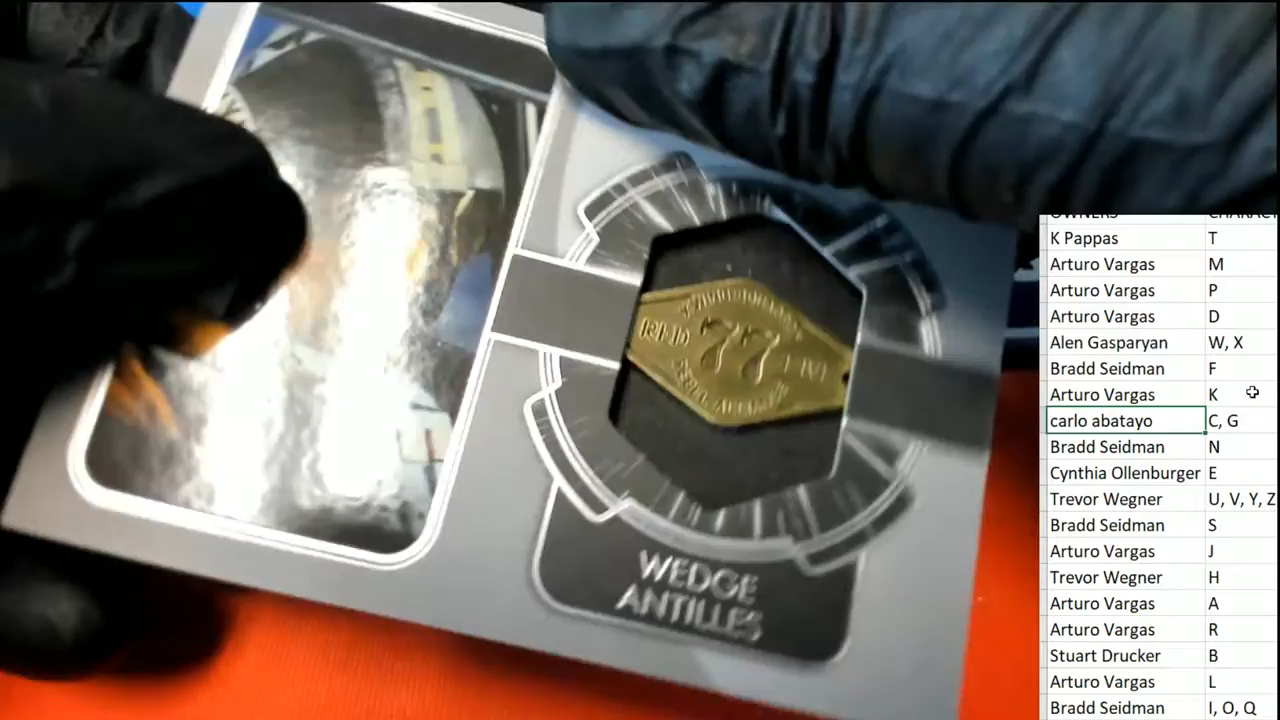 77
WEDGE
ANTILLES
OWNERS CHARACT
K Pappas T
Arturo Vargas M
Arturo Vargas P
Arturo Vargas D
Alen Gasparyan W, X
Bradd Seidman F
Arturo Vargas K
carlo abatayo C, G
Bradd Seidman N
Cynthia Ollenburger E
Trevor Wegner U, V, Y, Z
Bradd Seidman S
Arturo Vargas J
Trevor Wegner H
Arturo Vargas A
Arturo Vargas R
Stuart Drucker B
Arturo Vargas L
Bradd Seidman I, O, Q